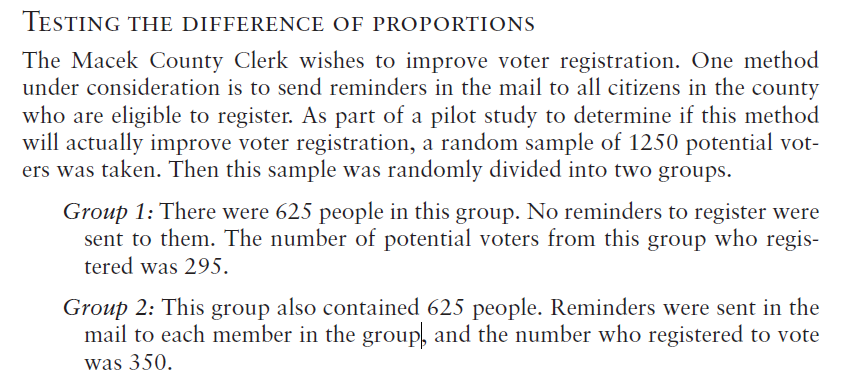 TESTING THE DIFFERENCE OF PROPORTIONS
The Macek County Clerk wishes to improve voter registration. One method
under consideration is to send reminders in the mail to all citizens in the county
who are eligible to register. As part of a pilot study to determine if this method
will actually improve voter registration, a random sample of 1250 potential vot-
ers was taken. Then this sample was randomly divided into two groups.
Group 1: There were 625 people in this group. No reminders to register were
sent to them. The number of potential voters from this group who regis-
tered was 295.
Group 2: This group also contained 625 people. Reminders were sent in the
mail to each member in the group, and the number who registered to vote
was 350.